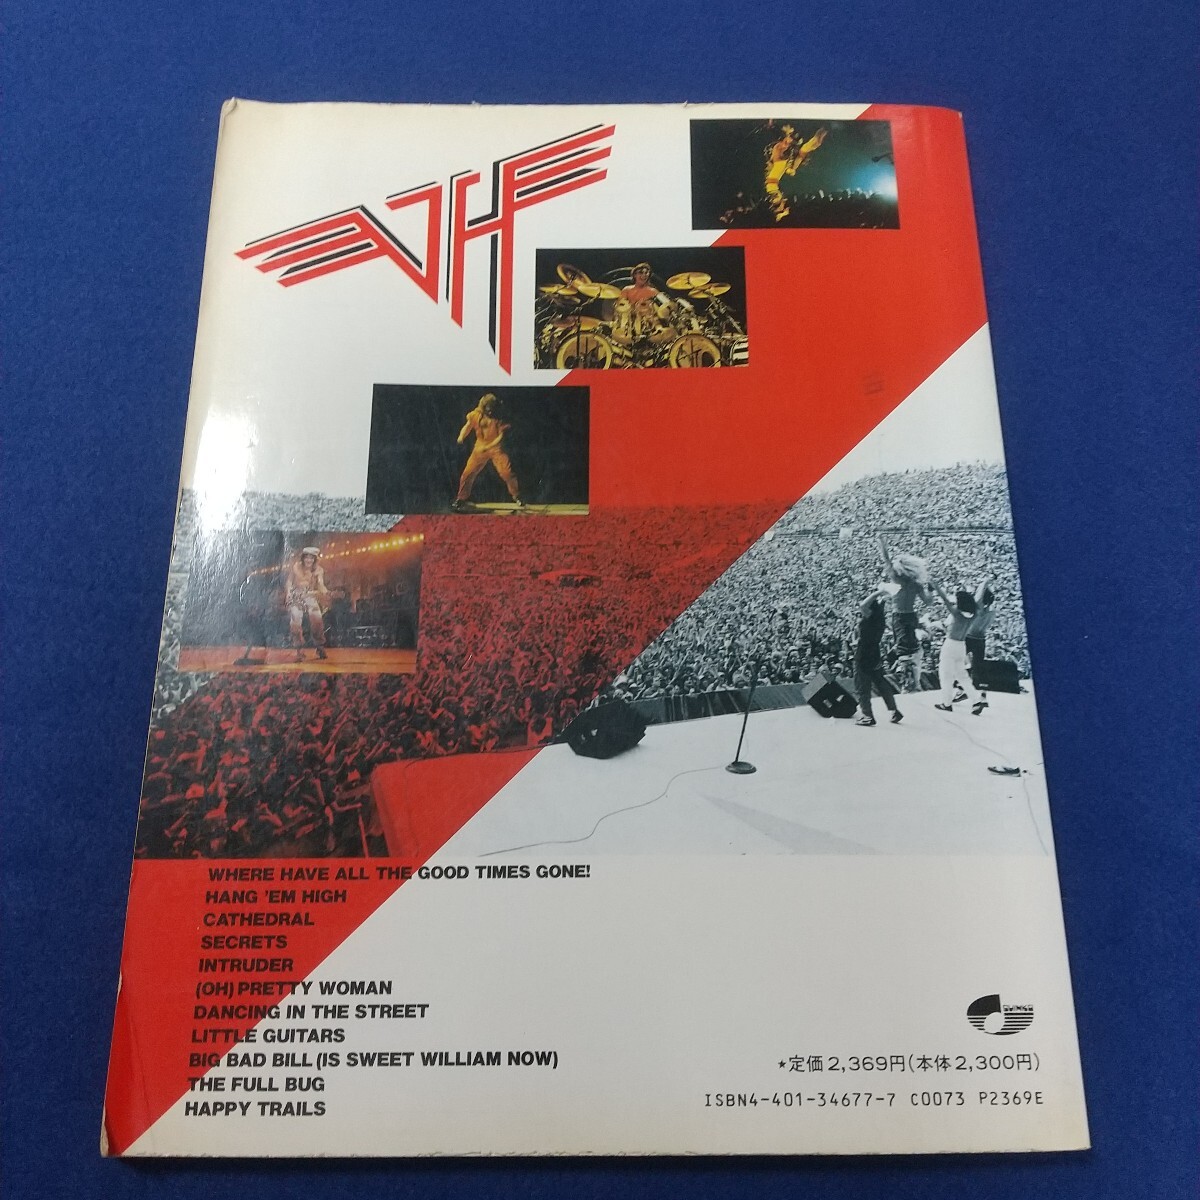 VH
WHERE HAVE ALL THE GOOD TIMES GONE!
HANG 'EM HIGH
CATHEDRAL
SECRETS
INTRUDER
(OH) PRETTY WOMAN
DANCING IN THE STREET
LITTLE GUITARS
BIG BAD BILL (IS SWEET WILLIAM NOW)
THE FULL BUG
HAPPY TRAILS
★定価2,369円(本体2,300円)
ISBN4-401-34677-7 C0073 P2369E